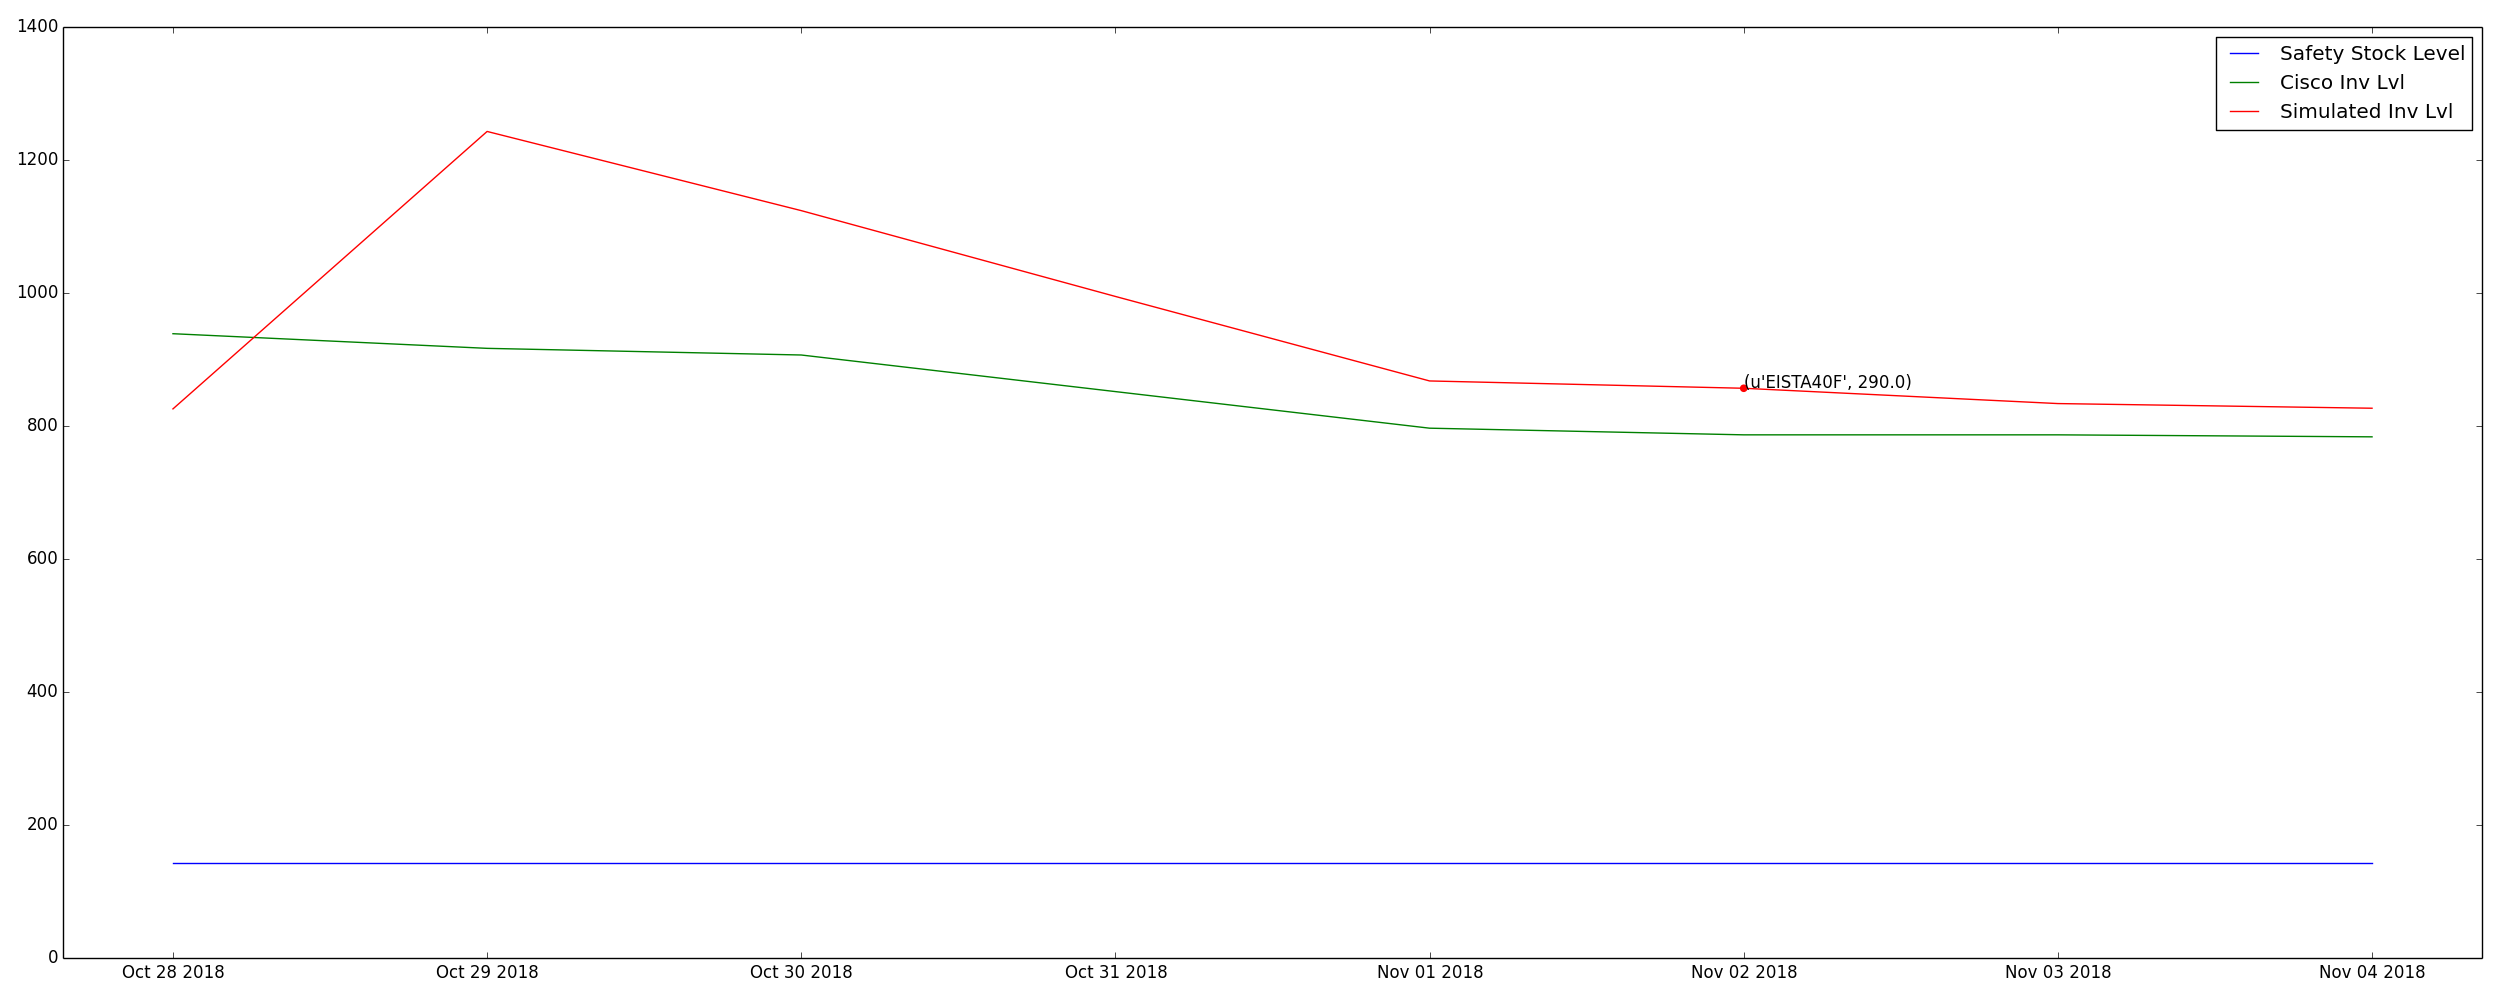 1400
1200
1000
800
600
400
200
0
Safety Stock Level
Cisco Inv Lvl
Simulated Inv Lvl
(u'EISTA40F', 290.0)
Oct 28 2018
Oct 29 2018
Oct 30 2018
Oct 31 2018
Nov 01 2018
Nov 02 2018
Nov 03 2018
Nov 04 2018